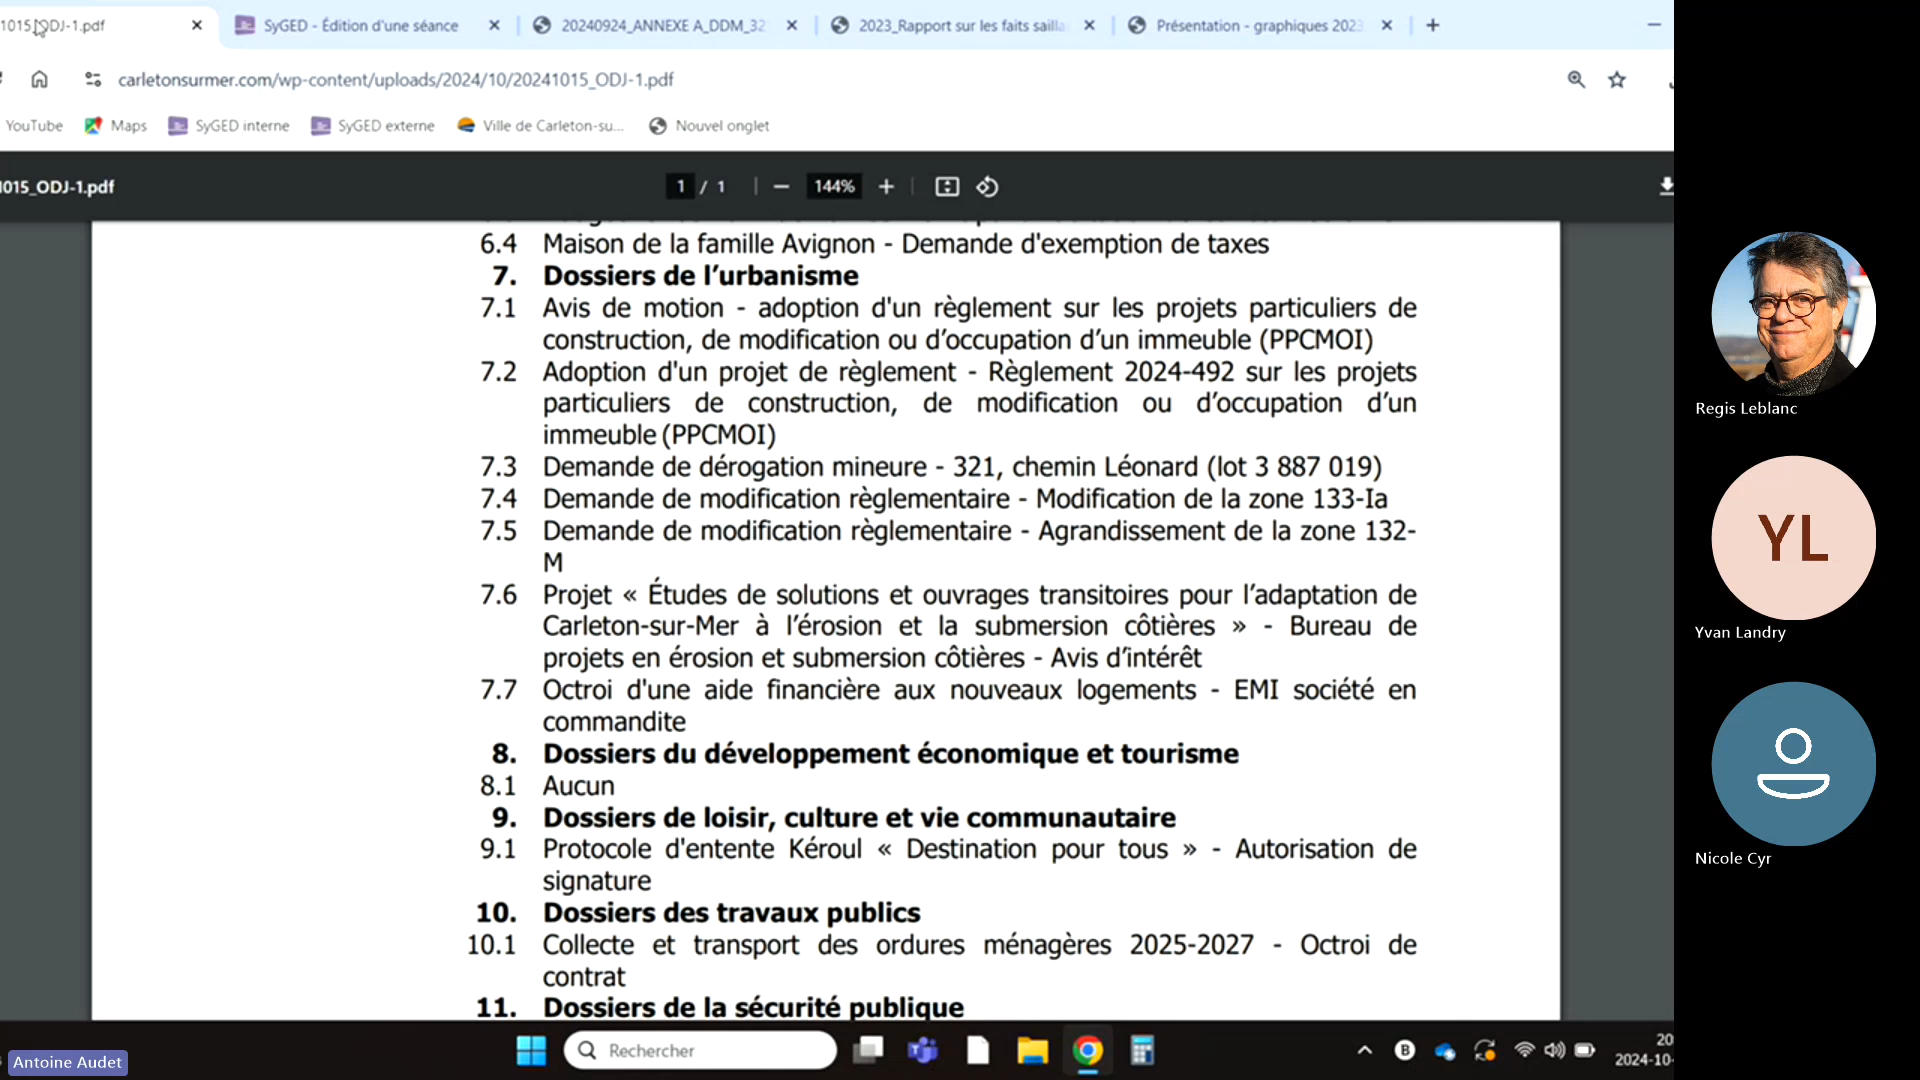 1015_ODJ-1.pdf
SyGED - Édition d'une séance
20240924_ANNEXE A_DDM_32
2023_Rapport sur les faits sailla
Présentation - graphiques 2023
carletonsurmer.com/wp-content/uploads/2024/10/20241015_ODJ-1.pdf
YouTube
Maps
SyGED interne
SyGED externe
Ville de Carleton-su...
Nouvel onglet
1015_ODJ-1.pdf
1 / 1
144%
6.4 Maison de la famille Avignon - Demande d'exemption de taxes
7. Dossiers de l’urbanisme
7.1 Avis de motion - adoption d'un règlement sur les projets particuliers de
construction, de modification ou d’occupation d’un immeuble (PPCMOI)
7.2 Adoption d'un projet de règlement - Règlement 2024-492 sur les projets
particuliers de construction, de modification ou d’occupation d’un
immeuble (PPCMOI)
7.3 Demande de dérogation mineure - 321, chemin Léonard (lot 3 887 019)
7.4 Demande de modification règlementaire - Modification de la zone 133-Ia
7.5 Demande de modification règlementaire - Agrandissement de la zone 132-
M
7.6 Projet « Études de solutions et ouvrages transitoires pour l’adaptation de
Carleton-sur-Mer à l’érosion et la submersion côtières » - Bureau de
projets en érosion et submersion côtières - Avis d’intérêt
7.7 Octroi d'une aide financière aux nouveaux logements - EMI société en
commandite
8. Dossiers du développement économique et tourisme
8.1 Aucun
9. Dossiers de loisir, culture et vie communautaire
9.1 Protocole d'entente Kéroul « Destination pour tous » - Autorisation de
signature
10. Dossiers des travaux publics
10.1 Collecte et transport des ordures ménagères 2025-2027 - Octroi de
contrat
11. Dossiers de la sécurité publique
Regis Leblanc
YL
Yvan Landry
Nicole Cyr
Rechercher
20
2024-10-
Antoine Audet